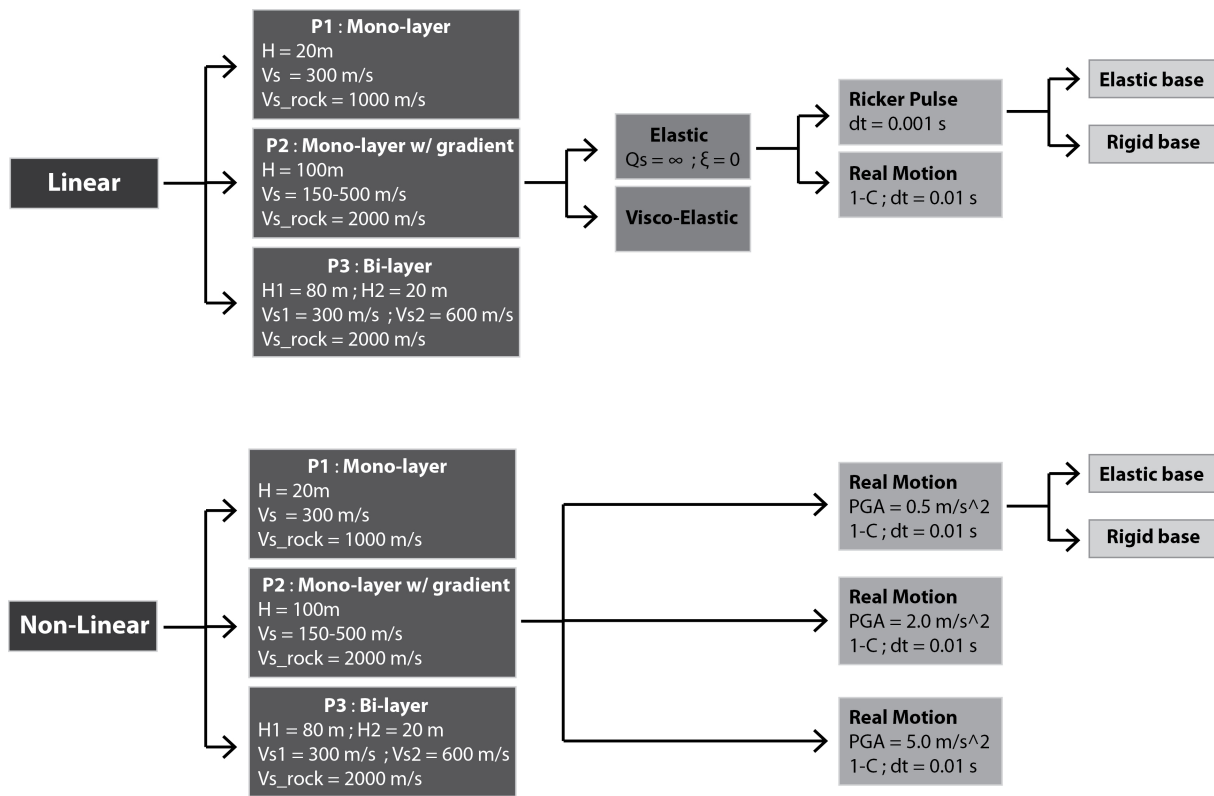 Linear
P1 : Mono-layer
H = 20m
Vs = 300 m/s
Vs_rock = 1000 m/s
P2 : Mono-layer w/ gradient
H = 100m
Vs = 150-500 m/s
Vs_rock = 2000 m/s
P3 : Bi-layer
H1 = 80 m ; H2 = 20 m
Vs1 = 300 m/s ; Vs2 = 600 m/s
Vs_rock = 2000 m/s
Elastic
Qs = ∞ ; ξ = 0
Visco-Elastic
Ricker Pulse
dt = 0.001 s
Real Motion
1-C ; dt = 0.01 s
Elastic base
Rigid base
Non-Linear
P1 : Mono-layer
H = 20m
Vs = 300 m/s
Vs_rock = 1000 m/s
P2 : Mono-layer w/ gradient
H = 100m
Vs = 150-500 m/s
Vs_rock = 2000 m/s
P3 : Bi-layer
H1 = 80 m ; H2 = 20 m
Vs1 = 300 m/s ; Vs2 = 600 m/s
Vs_rock = 2000 m/s
Real Motion
PGA = 0.5 m/s^2
1-C ; dt = 0.01 s
Real Motion
PGA = 2.0 m/s^2
1-C ; dt = 0.01 s
Real Motion
PGA = 5.0 m/s^2
1-C ; dt = 0.01 s
Elastic base
Rigid base